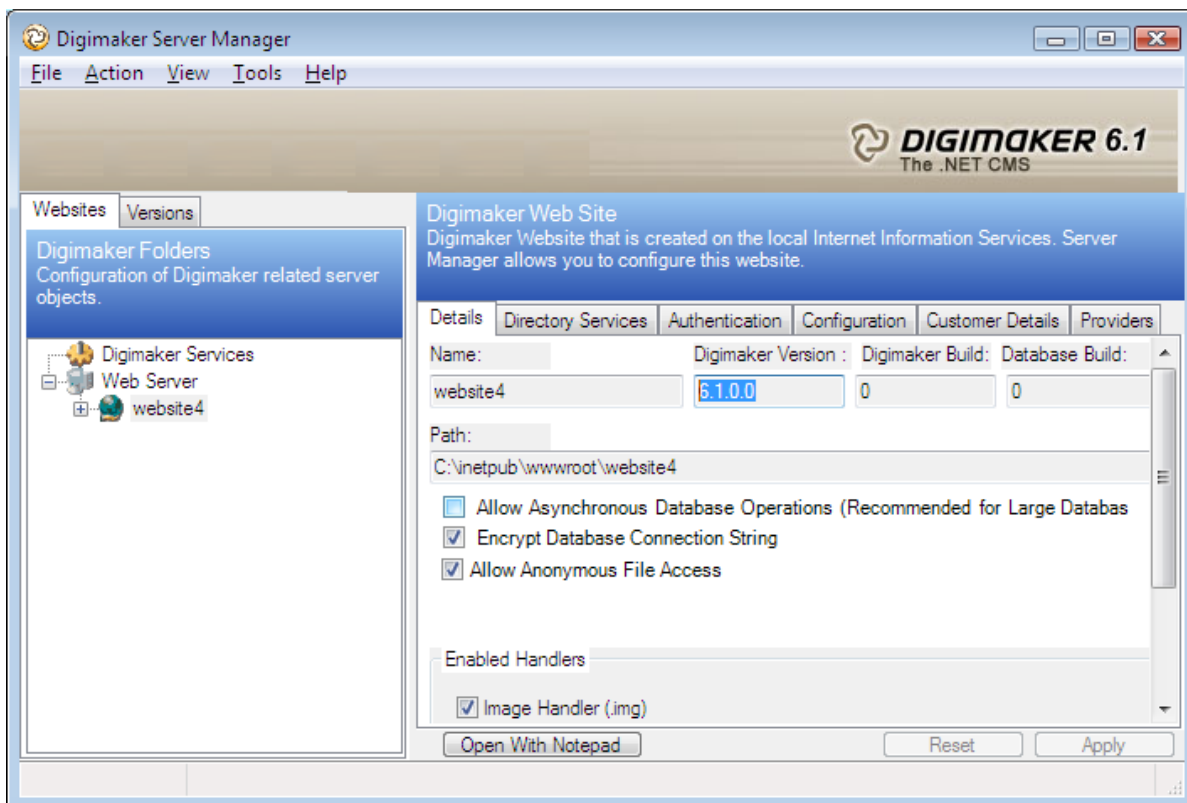 Digimaker Server Manager
File Action View Tools Help
DIGIMAKER 6.1
The .NET CMS
Websites Versions
Digimaker Folders
Configuration of Digimaker related server
objects.
Digimaker Services
Web Server
website4
Digimaker Web Site
Digimaker Website that is created on the local Internet Information Services. Server
Manager allows you to configure this website.
Details Directory Services Authentication Configuration Customer Details Providers
Name: Digimaker Version : Digimaker Build: Database Build:
website4 6.1.0.0 0 0
Path:
C:\inetpub\wwwroot\website4
Allow Asynchronous Database Operations (Recommended for Large Databas
Encrypt Database Connection String
Allow Anonymous File Access
Enabled Handlers
Image Handler (.img)
Open With Notepad Reset Apply